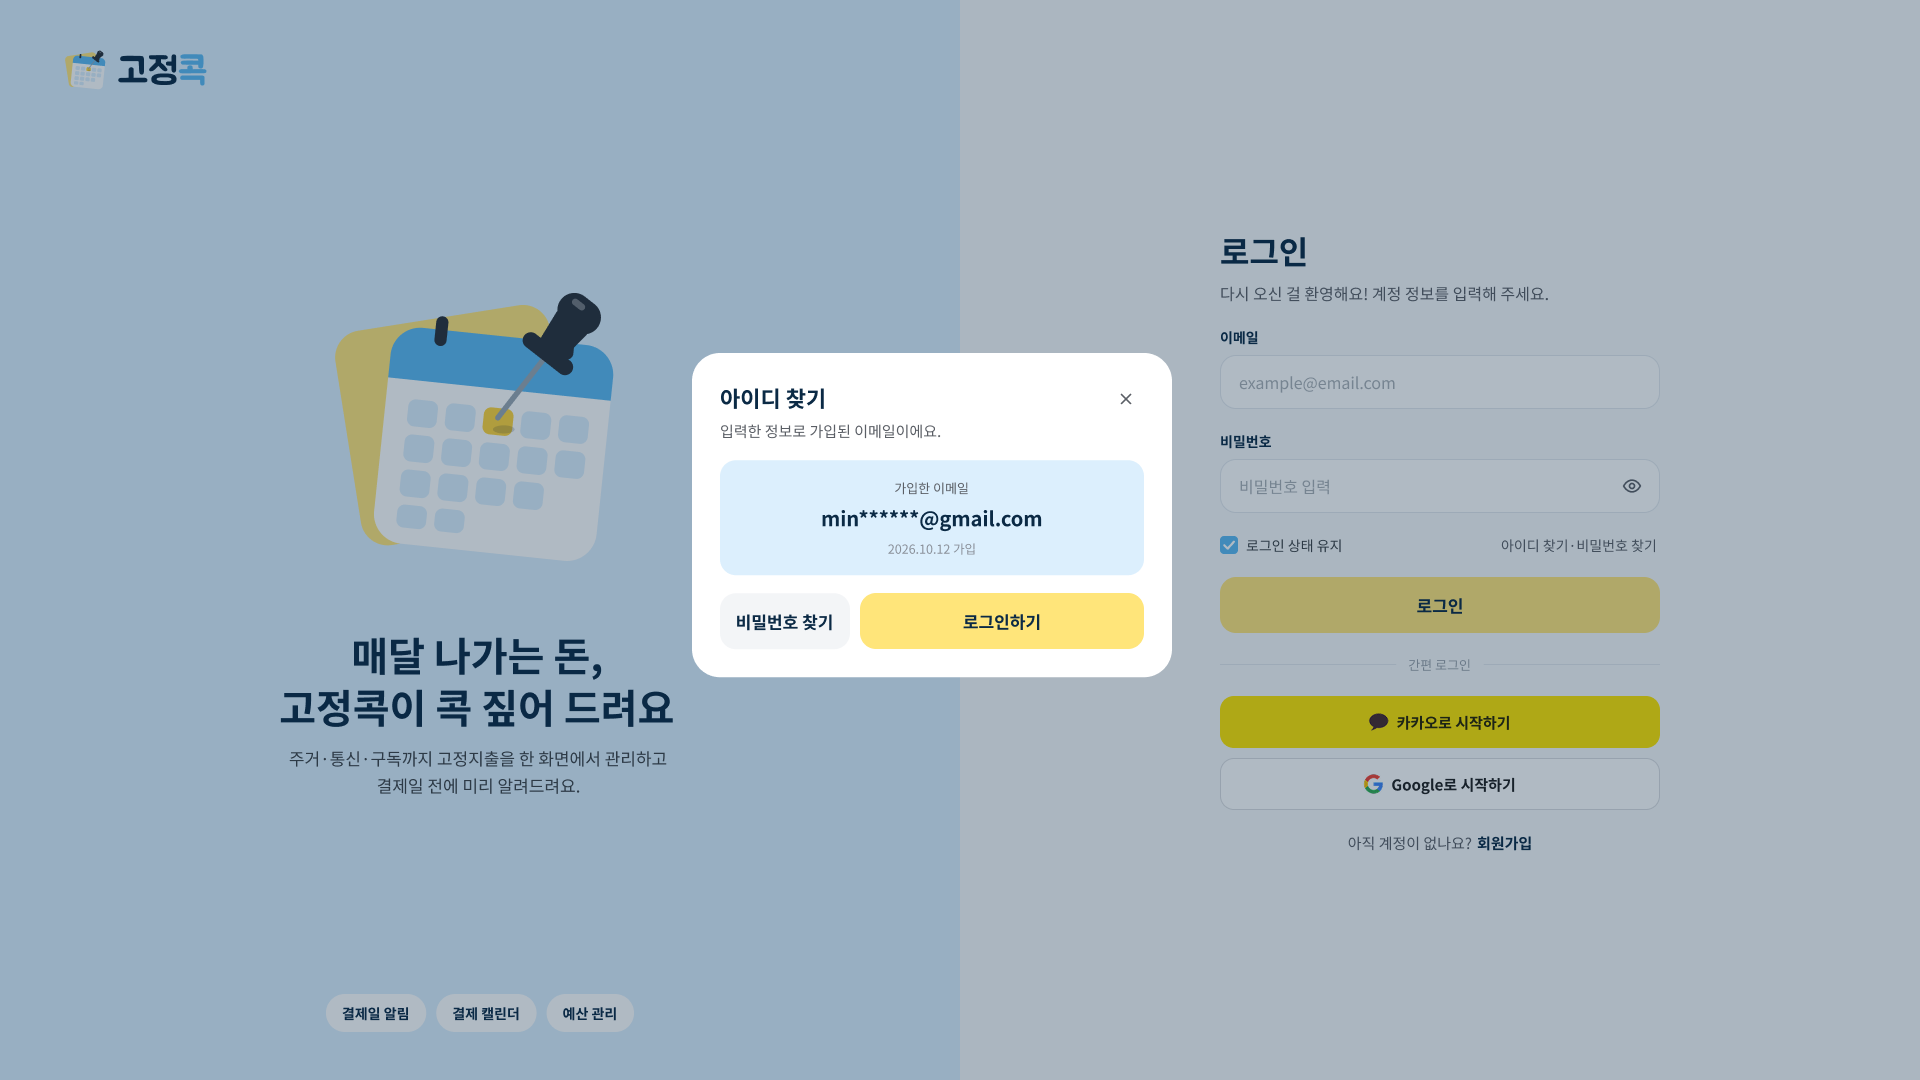 고정콕
매달 나가는 돈,
고정콕이 콕 짚어 드려요
주거·통신·구독까지 고정지출을 한 화면에서 관리하고
결제일 전에 미리 알려드려요.
결제일 알림
결제 캘린더
예산 관리
아이디 찾기
입력한 정보로 가입된 이메일이에요.
가입한 이메일
min******@gmail.com
2026.10.12 가입
비밀번호 찾기
로그인하기
로그인
다시 오신 걸 환영해요! 계정 정보를 입력해 주세요.
이메일
example@email.com
비밀번호
비밀번호 입력
로그인 상태 유지
아이디 찾기·비밀번호 찾기
로그인
간편 로그인
카카오로 시작하기
Google로 시작하기
아직 계정이 없나요? 회원가입